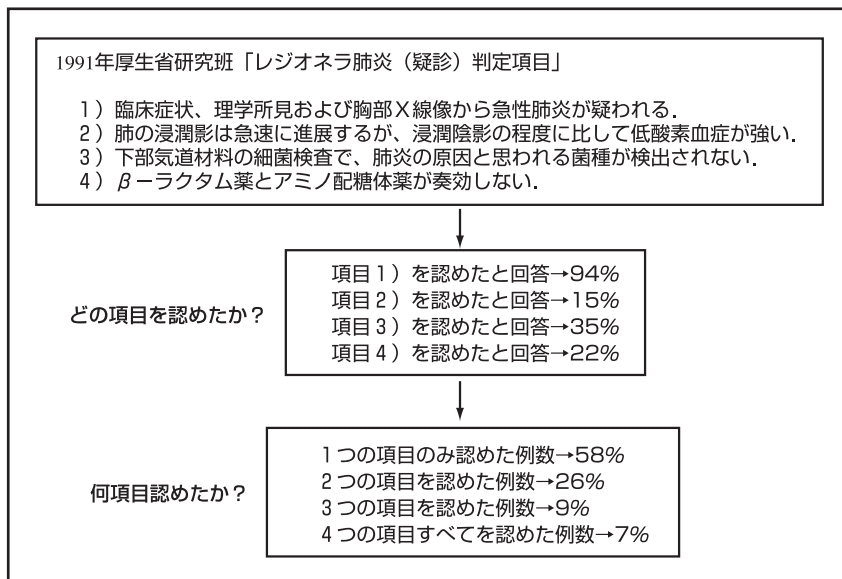 1991年厚生省研究班「レジオネラ肺炎（疑診）判定項目」
1）臨床症状、理学所見および胸部X線像から急性肺炎が疑われる．
2）肺の浸潤影は急速に進展するが、浸潤陰影の程度に比して低酸素血症が強い．
3）下部気道材料の細菌検査で、肺炎の原因と思われる菌種が検出されない．
4）β－ラクタム薬とアミノ配糖体薬が奏効しない．
どの項目を認めたか？
項目1）を認めたと回答→94%
項目2）を認めたと回答→15%
項目3）を認めたと回答→35%
項目4）を認めたと回答→22%
何項目認めたか？
1つの項目のみ認めた例数→58%
2つの項目を認めた例数→26%
3つの項目を認めた例数→9%
4つの項目すべてを認めた例数→7%